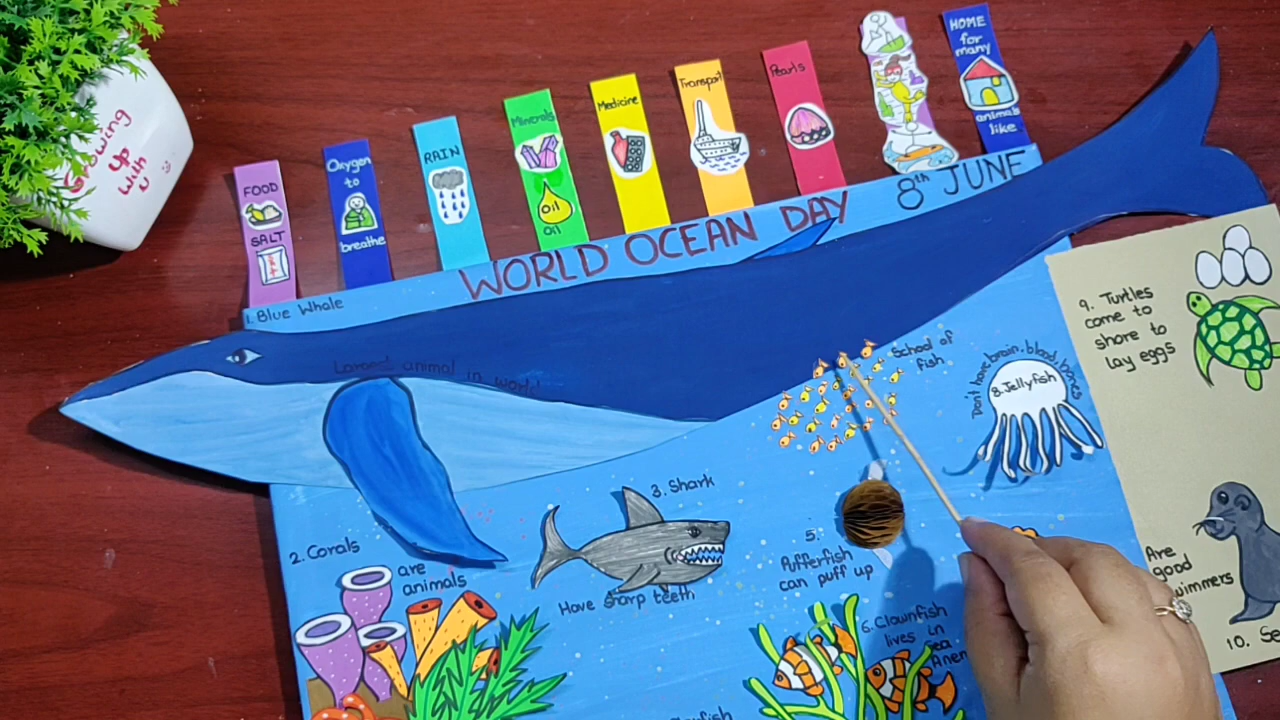 Growing
up
with
u
FOOD
SALT
Oxygen
to
breathe
RAIN
Minerals
Oil
Oil
Medicine
Transport
Pearls
HOME
for
many
animals
like
WORLD OCEAN DAY 8th JUNE
1. Blue Whale
Largest animal in world
School of
fish
Don't have brain, blood, bones
8. Jellyfish
9. Turtles
come to
shore to
lay eggs
3. Shark
Have sharp teeth
2. Corals
are
animals
5.
Pufferfish
can puff up
6. Clownfish
lives in
Sea
Are
good
10.